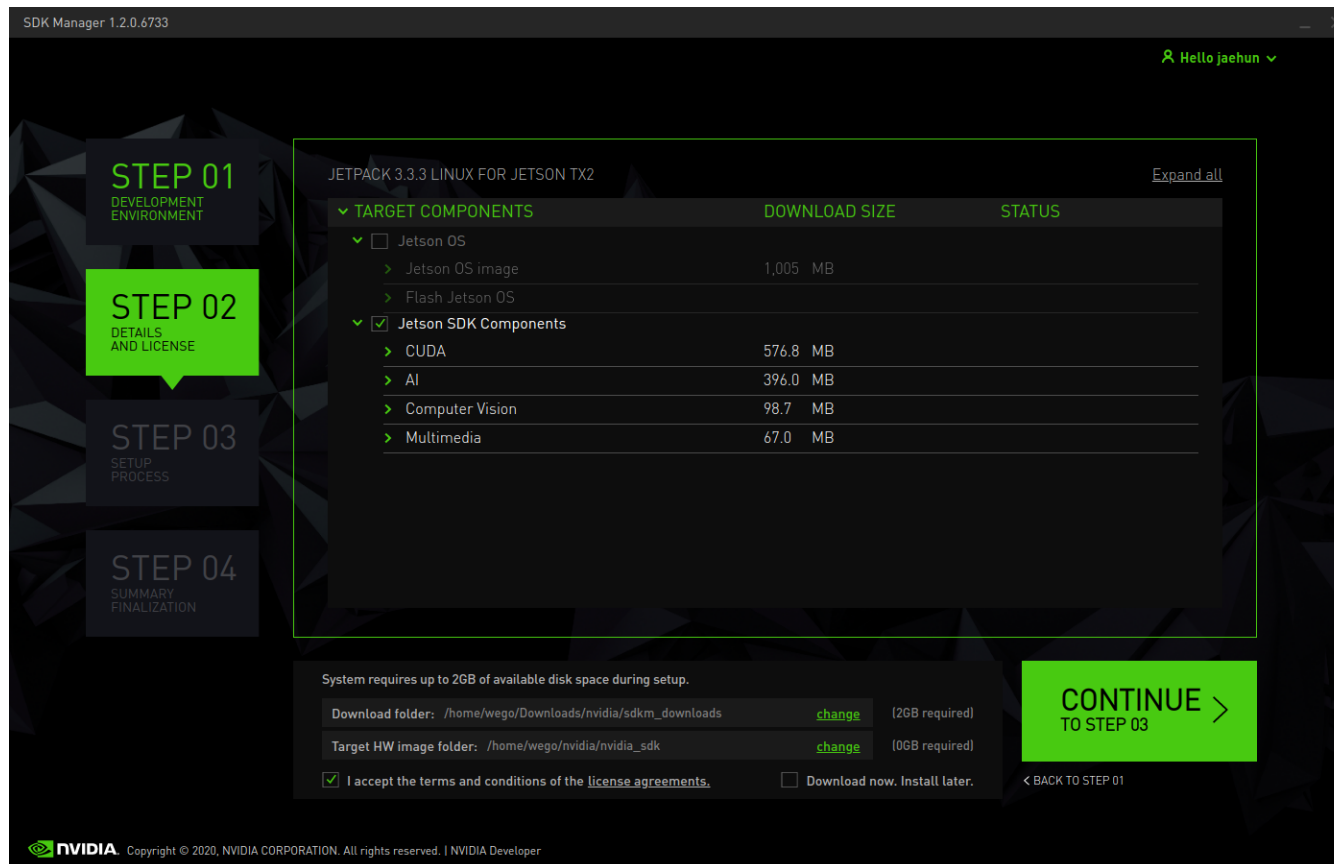 SDK Manager 1.2.0.6733
Hello jaehun
STEP 01
DEVELOPMENT
ENVIRONMENT
STEP 02
DETAILS
AND LICENSE
STEP 03
SETUP
PROCESS
STEP 04
SUMMARY
FINALIZATION
JETPACK 3.3.3 LINUX FOR JETSON TX2 Expand all
TARGET COMPONENTS DOWNLOAD SIZE STATUS
Jetson OS
Jetson OS image 1,005 MB
Flash Jetson OS
Jetson SDK Components
CUDA 576.8 MB
AI 396.0 MB
Computer Vision 98.7 MB
Multimedia 67.0 MB
System requires up to 2GB of available disk space during setup.
Download folder: /home/wego/Downloads/nvidia/sdkm_downloads change (2GB required)
Target HW image folder: /home/wego/nvidia/nvidia_sdk change (0GB required)
I accept the terms and conditions of the license agreements. Download now. Install later.
CONTINUE
TO STEP 03
< BACK TO STEP 01
NVIDIA. Copyright © 2020, NVIDIA CORPORATION. All rights reserved. | NVIDIA Developer